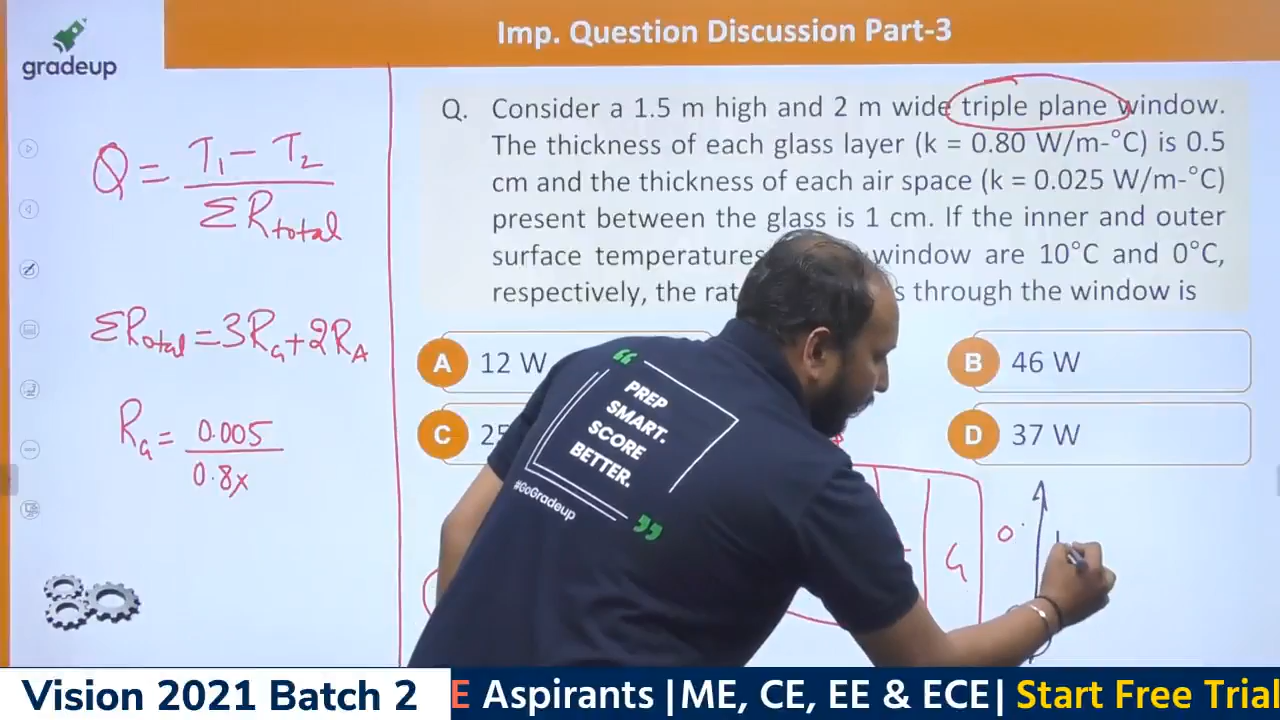 Imp. Question Discussion Part-3
gradeup
Q = T₁ - T₂ / ΣRtotal
ΣRtotal = 3RG + 2RA
RG = 0.005 / 0.8x
Q. Consider a 1.5 m high and 2 m wide triple plane window.
The thickness of each glass layer (k = 0.80 W/m-°C) is 0.5
cm and the thickness of each air space (k = 0.025 W/m-°C)
present between the glass is 1 cm. If the inner and outer
surface temperatures window are 10°C and 0°C,
respectively, the through the window is
A 12 W
B 46 W
C
D 37 W
PREP
SMART.
SCORE
BETTER.
#GoGradeup
G
0°
Vision 2021 Batch 2
E Aspirants |ME, CE, EE & ECE| Start Free Trial